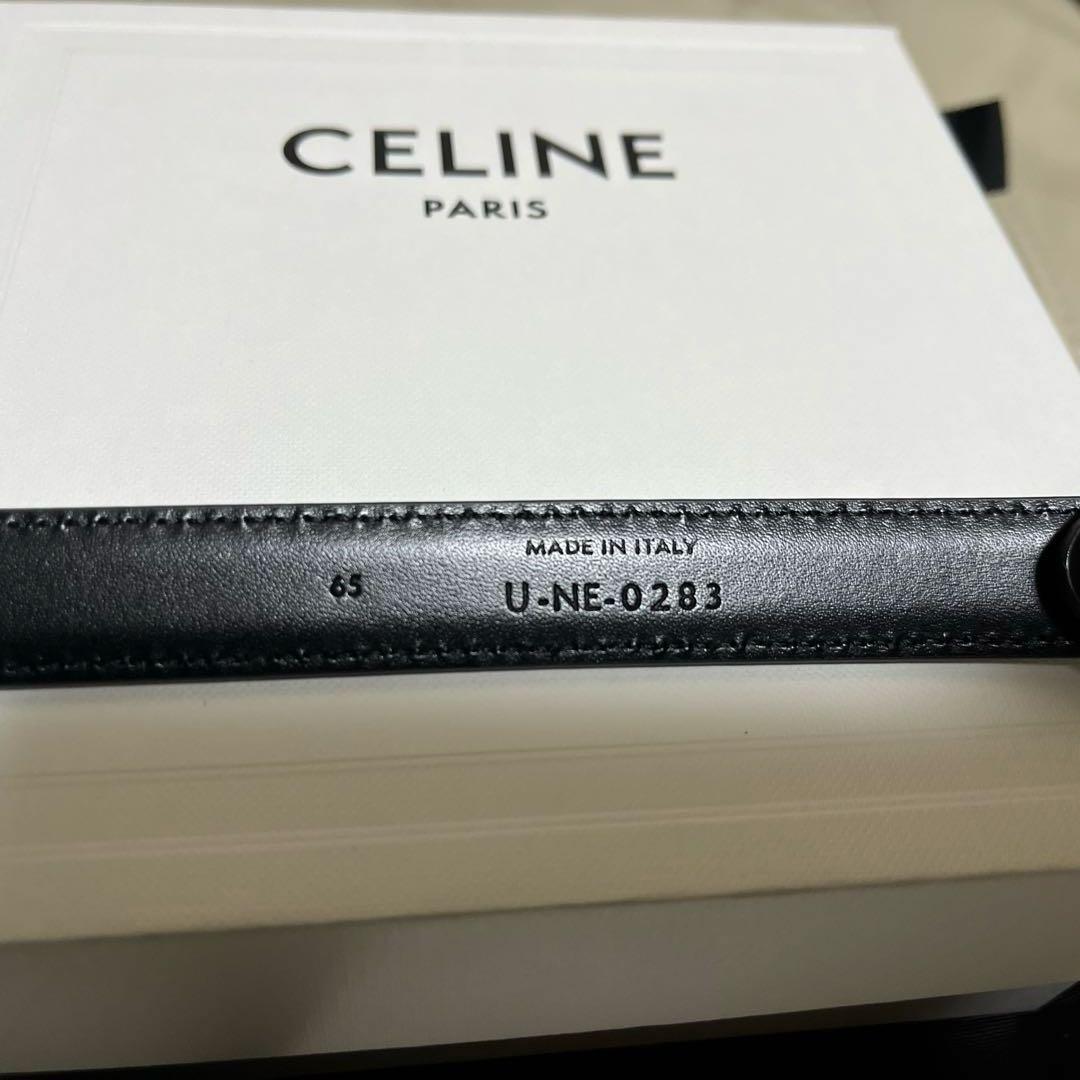 CELINE
PARIS
MADE IN ITALY
65
U-NE-0283